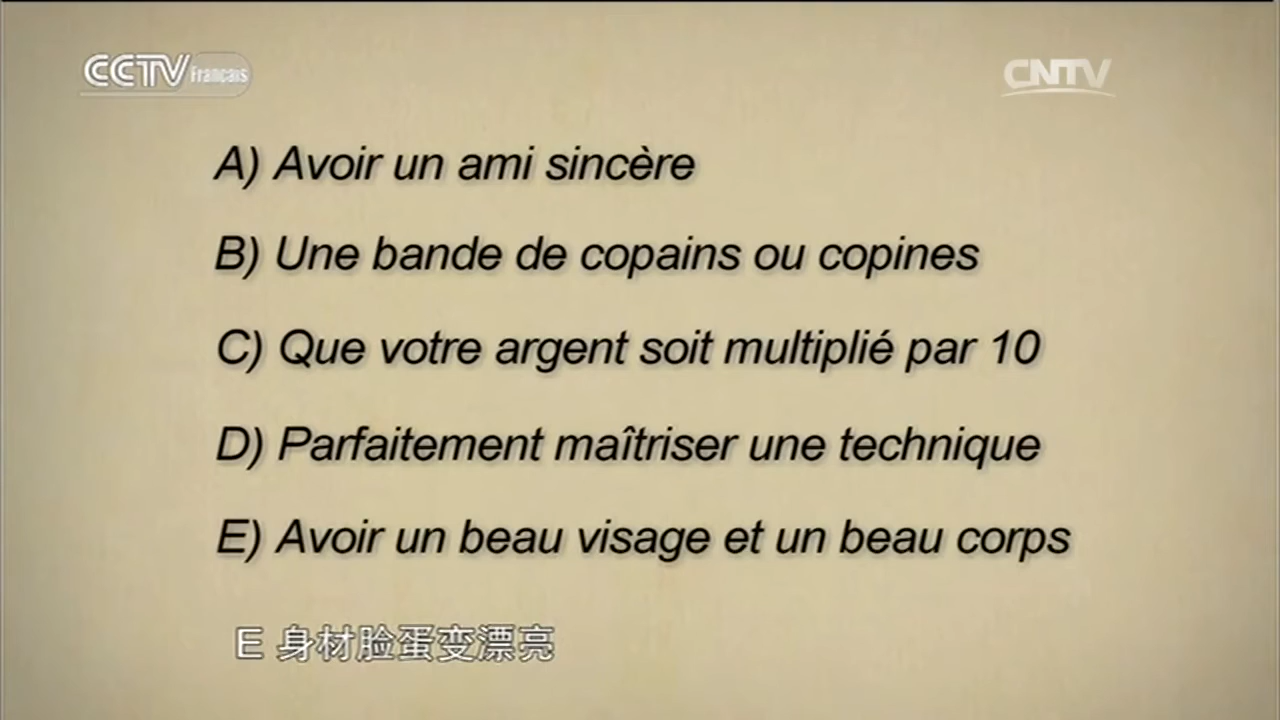 CCTV Français
CNTV
A) Avoir un ami sincère
B) Une bande de copains ou copines
C) Que votre argent soit multiplié par 10
D) Parfaitement maîtriser une technique
E) Avoir un beau visage et un beau corps
E 身材脸蛋变漂亮